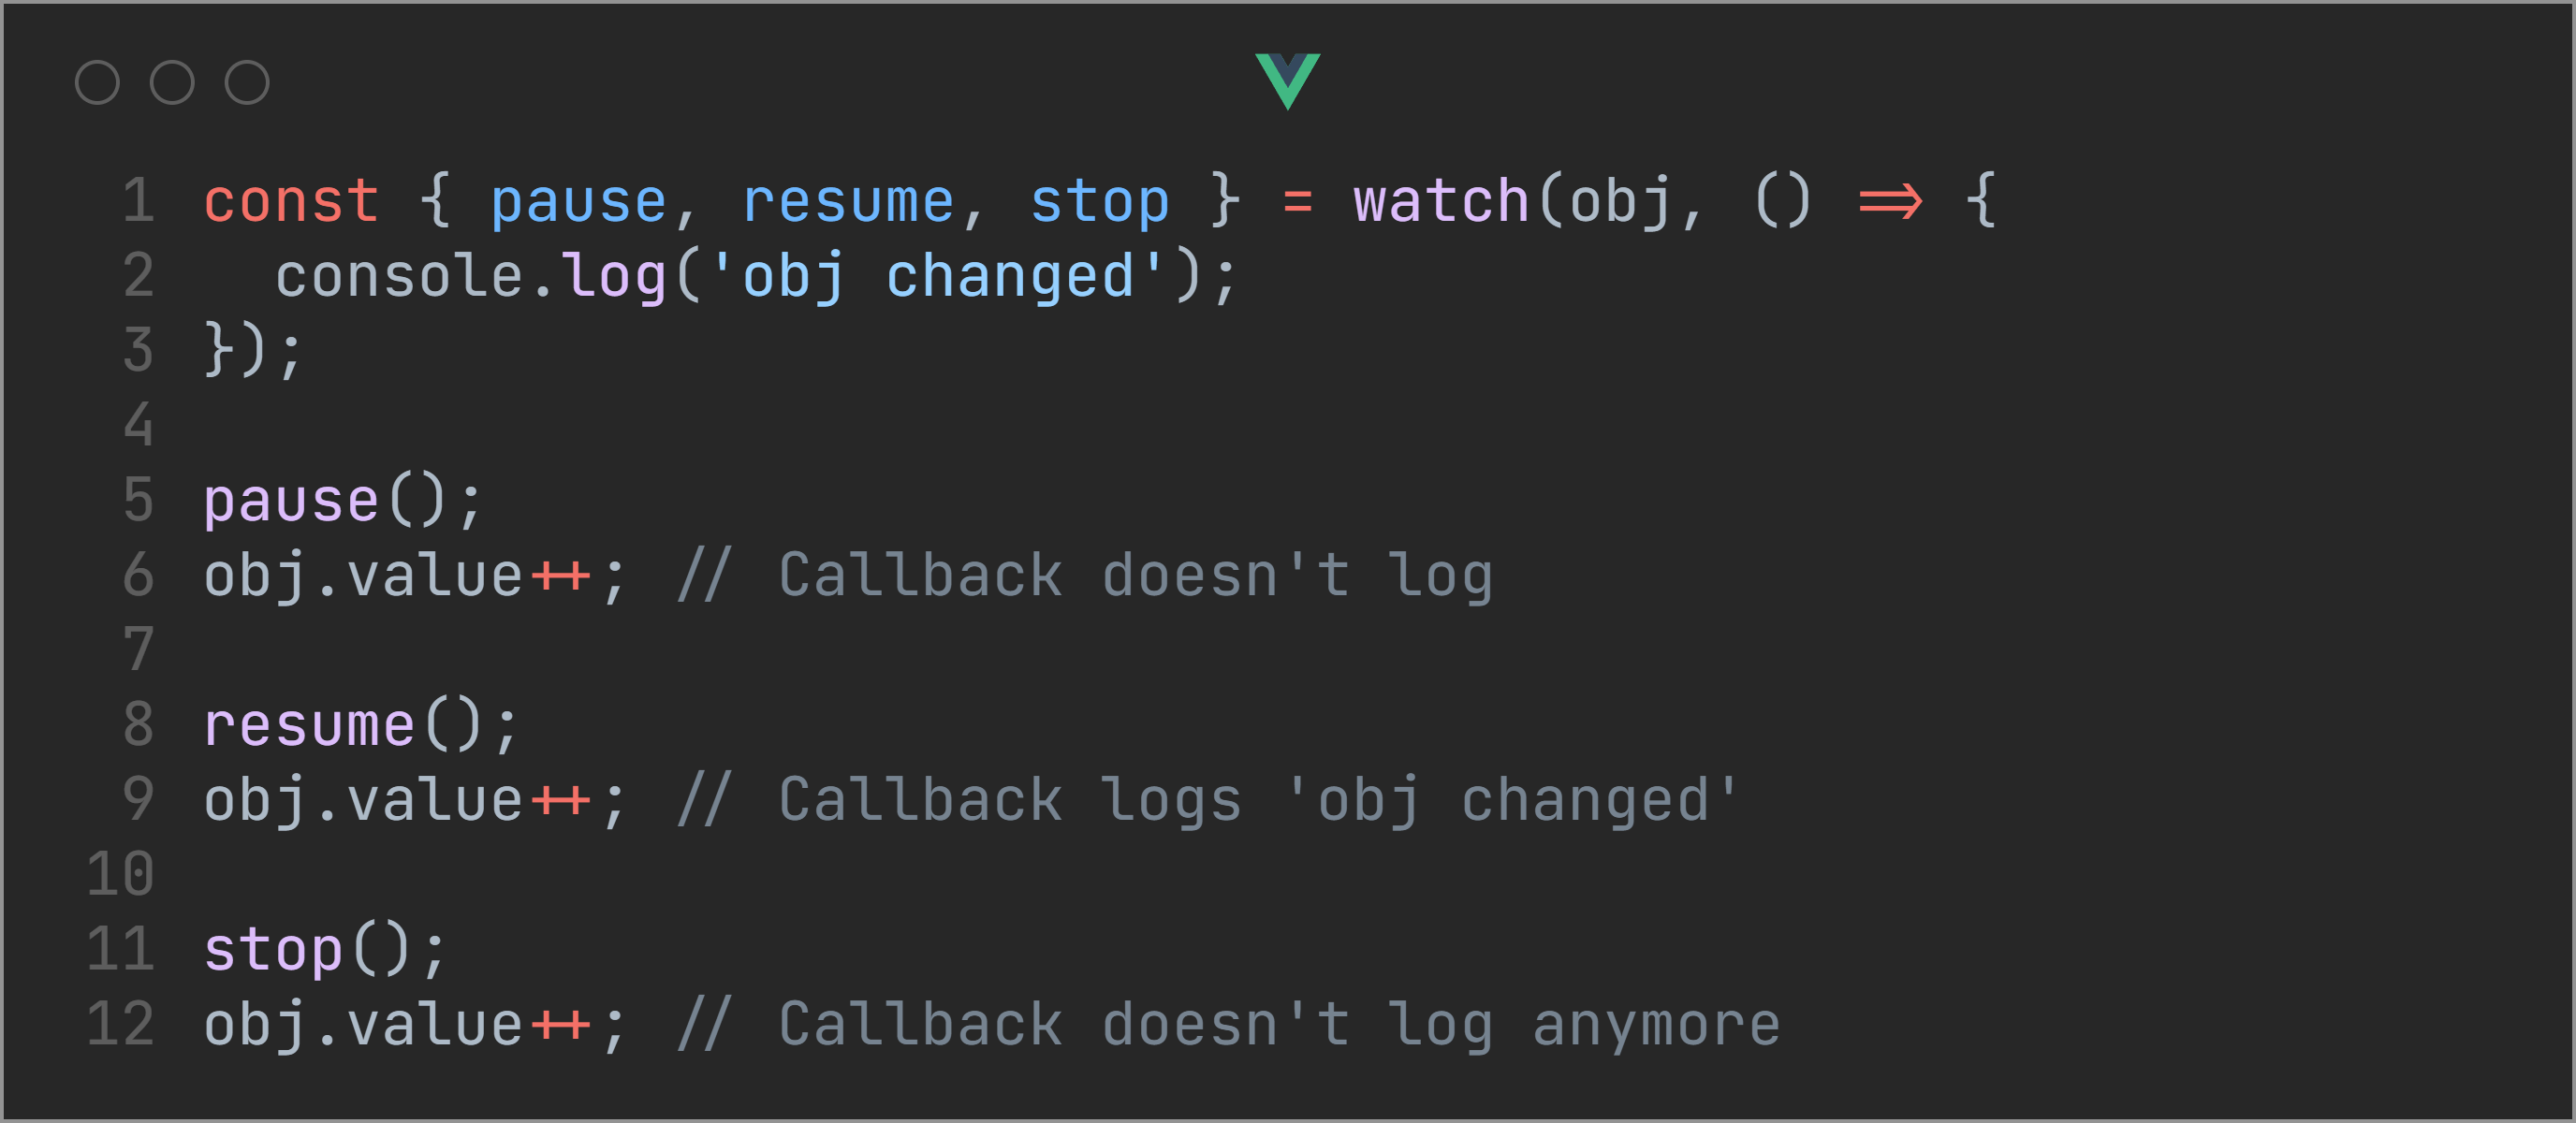 1 const { pause, resume, stop } = watch(obj, () => {
2   console.log('obj changed');
3 });
4
5 pause();
6 obj.value++; // Callback doesn't log
7
8 resume();
9 obj.value++; // Callback logs 'obj changed'
10
11 stop();
12 obj.value++; // Callback doesn't log anymore